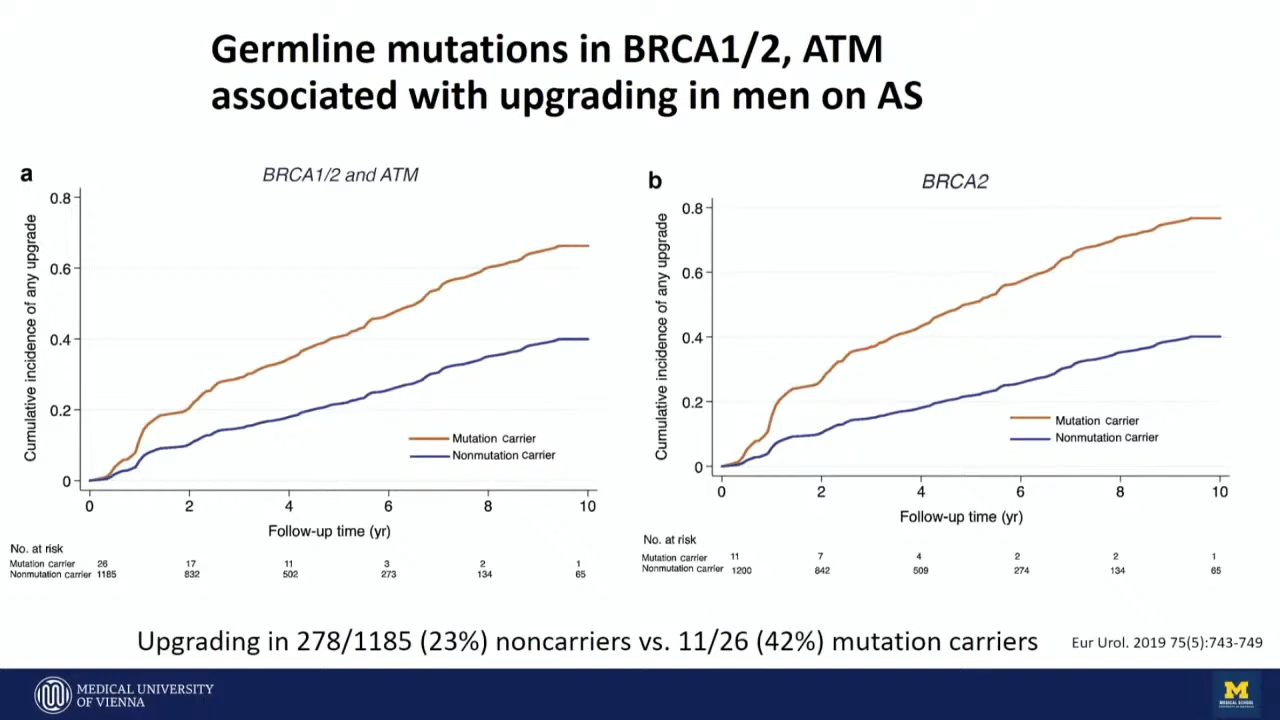 Germline mutations in BRCA1/2, ATM
associated with upgrading in men on AS
a
BRCA1/2 and ATM
Cumulative incidence of any upgrade
0.8
0.6
0.4
0.2
0
Mutation carrier
Nonmutation carrier
0 2 4 6 8 10
Follow-up time (yr)
No. at risk
Mutation carrier 26 17 11 3 2 1
Nonmutation carrier 1185 832 502 273 134 65
b
BRCA2
Cumulative incidence of any upgrade
0.8
0.6
0.4
0.2
0
Mutation carrier
Nonmutation carrier
0 2 4 6 8 10
Follow-up time (yr)
No. at risk
Mutation carrier 11 7 4 2 2 1
Nonmutation carrier 1200 842 509 274 134 65
Upgrading in 278/1185 (23%) noncarriers vs. 11/26 (42%) mutation carriers
Eur Urol. 2019 75(5):743-749
MEDICAL UNIVERSITY
OF VIENNA
M
MEDICAL SCHOOL